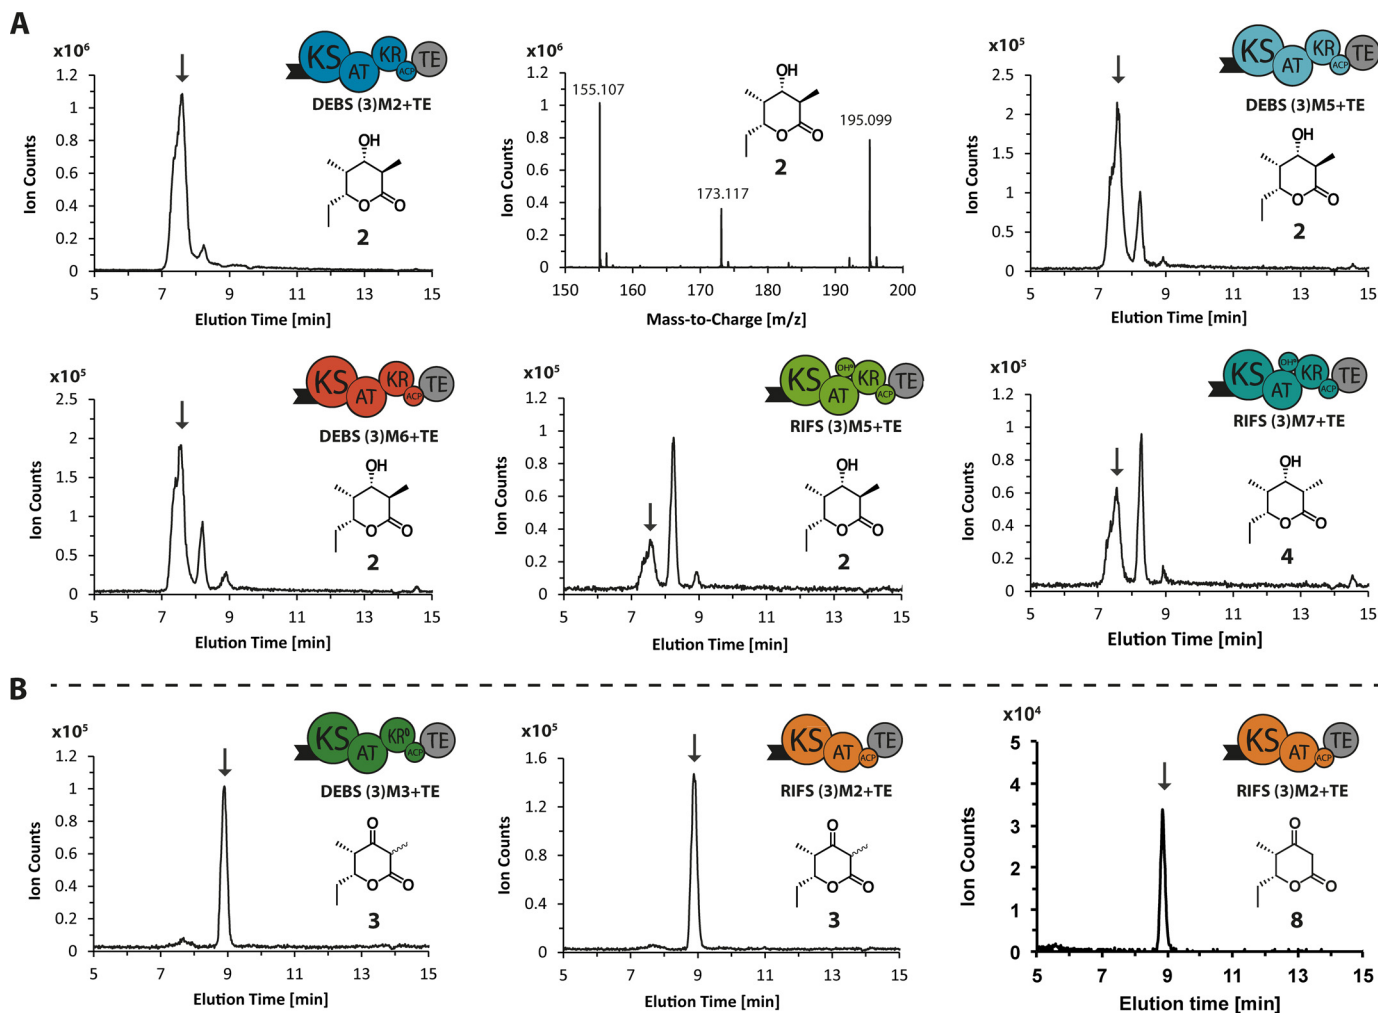 A
x10⁶
1.2
1
0.8
0.6
0.4
0.2
0
5 7 9 11 13 15
Ion Counts
Elution Time [min]
KS AT KR ACP TE
DEBS (3)M2+TE
OH
O O
2
x10⁶
1.2
1
0.8
0.6
0.4
0.2
0
150 160 170 180 190 200
Ion Counts
Mass-to-Charge [m/z]
155.107
173.117
195.099
OH
O O
2
x10⁵
2.5
2
1.5
1
0.5
0
5 7 9 11 13 15
Ion Counts
Elution Time [min]
KS AT KR ACP TE
DEBS (3)M5+TE
OH
O O
2
x10⁵
2.5
2
1.5
1
0.5
0
5 7 9 11 13 15
Ion Counts
Elution Time [min]
KS AT KR ACP TE
DEBS (3)M6+TE
OH
O O
2
x10⁵
1.2
1
0.8
0.6
0.4
0.2
0
5 7 9 11 13 15
Ion Counts
Elution Time [min]
KS AT KR ACP TE
RIFS (3)M5+TE
OH
O O
2
x10⁵
1.2
1
0.8
0.6
0.4
0.2
0
5 7 9 11 13 15
Ion Counts
Elution Time [min]
KS AT KR ACP TE
RIFS (3)M7+TE
OH
O O
4
B
x10⁵
1.2
1
0.8
0.6
0.4
0.2
0
5 7 9 11 13 15
Ion Counts
Elution Time [min]
KS AT KR⁰ ACP TE
DEBS (3)M3+TE
O
O O
3
x10⁵
1.6
1.2
0.8
0.4
0
5 7 9 11 13 15
Ion Counts
Elution Time [min]
KS AT ACP TE
RIFS (3)M2+TE
O
O O
3
x10⁴
5
4
3
2
1
0
5 7 9 11 13 15
Ion Counts
Elution time [min]
KS AT ACP TE
RIFS (3)M2+TE
O
O O
8